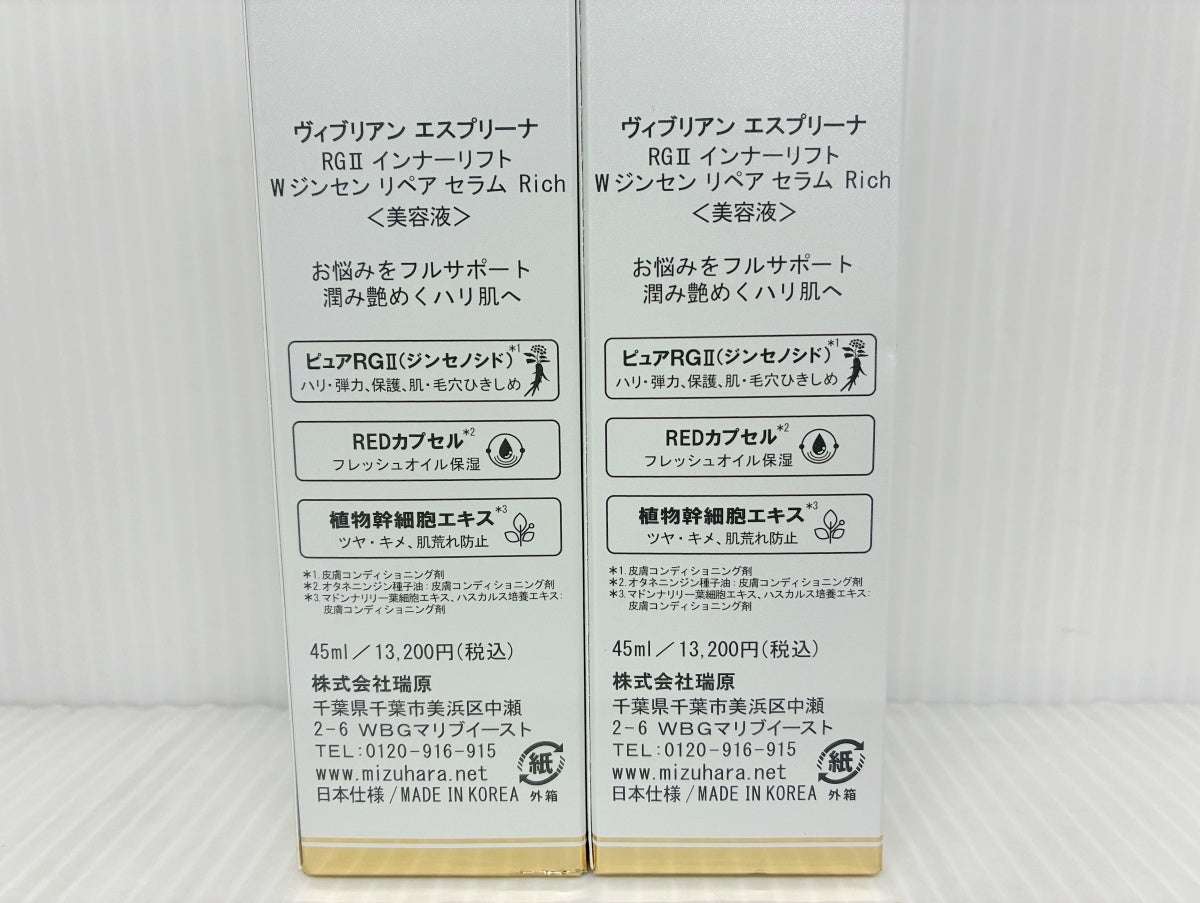 ヴィブリアン エスプリーナ
RGⅡ インナーリフト
W ジンセン リペア セラム Rich
＜美容液＞
お悩みをフルサポート
潤み艶めくハリ肌へ
ピュアRGⅡ(ジンセノシド)*1
ハリ・弾力、保護、肌・毛穴ひきしめ
REDカプセル*2
フレッシュオイル保湿
植物幹細胞エキス*3
ツヤ・キメ、肌荒れ防止
*1.皮膚コンディショニング剤
*2.オタネニンジン種子油：皮膚コンディショニング剤
*3.マドンナリリー葉細胞エキス、ハスカルス培養エキス：
皮膚コンディショニング剤
45ml／13,200円(税込)
株式会社瑞原
千葉県千葉市美浜区中瀬
2-6 WBGマリブイースト
TEL:0120-916-915
www.mizuhara.net
日本仕様/MADE IN KOREA
紙
外箱
ヴィブリアン エスプリーナ
RGⅡ インナーリフト
W ジンセン リペア セラム Rich
＜美容液＞
お悩みをフルサポート
潤み艶めくハリ肌へ
ピュアRGⅡ(ジンセノシド)*1
ハリ・弾力、保護、肌・毛穴ひきしめ
REDカプセル*2
フレッシュオイル保湿
植物幹細胞エキス*3
ツヤ・キメ、肌荒れ防止
*1.皮膚コンディショニング剤
*2.オタネニンジン種子油：皮膚コンディショニング剤
*3.マドンナリリー葉細胞エキス、ハスカルス培養エキス：
皮膚コンディショニング剤
45ml／13,200円(税込)
株式会社瑞原
千葉県千葉市美浜区中瀬
2-6 WBGマリブイースト
TEL:0120-916-915
www.mizuhara.net
日本仕様/MADE IN KOREA
紙
外箱